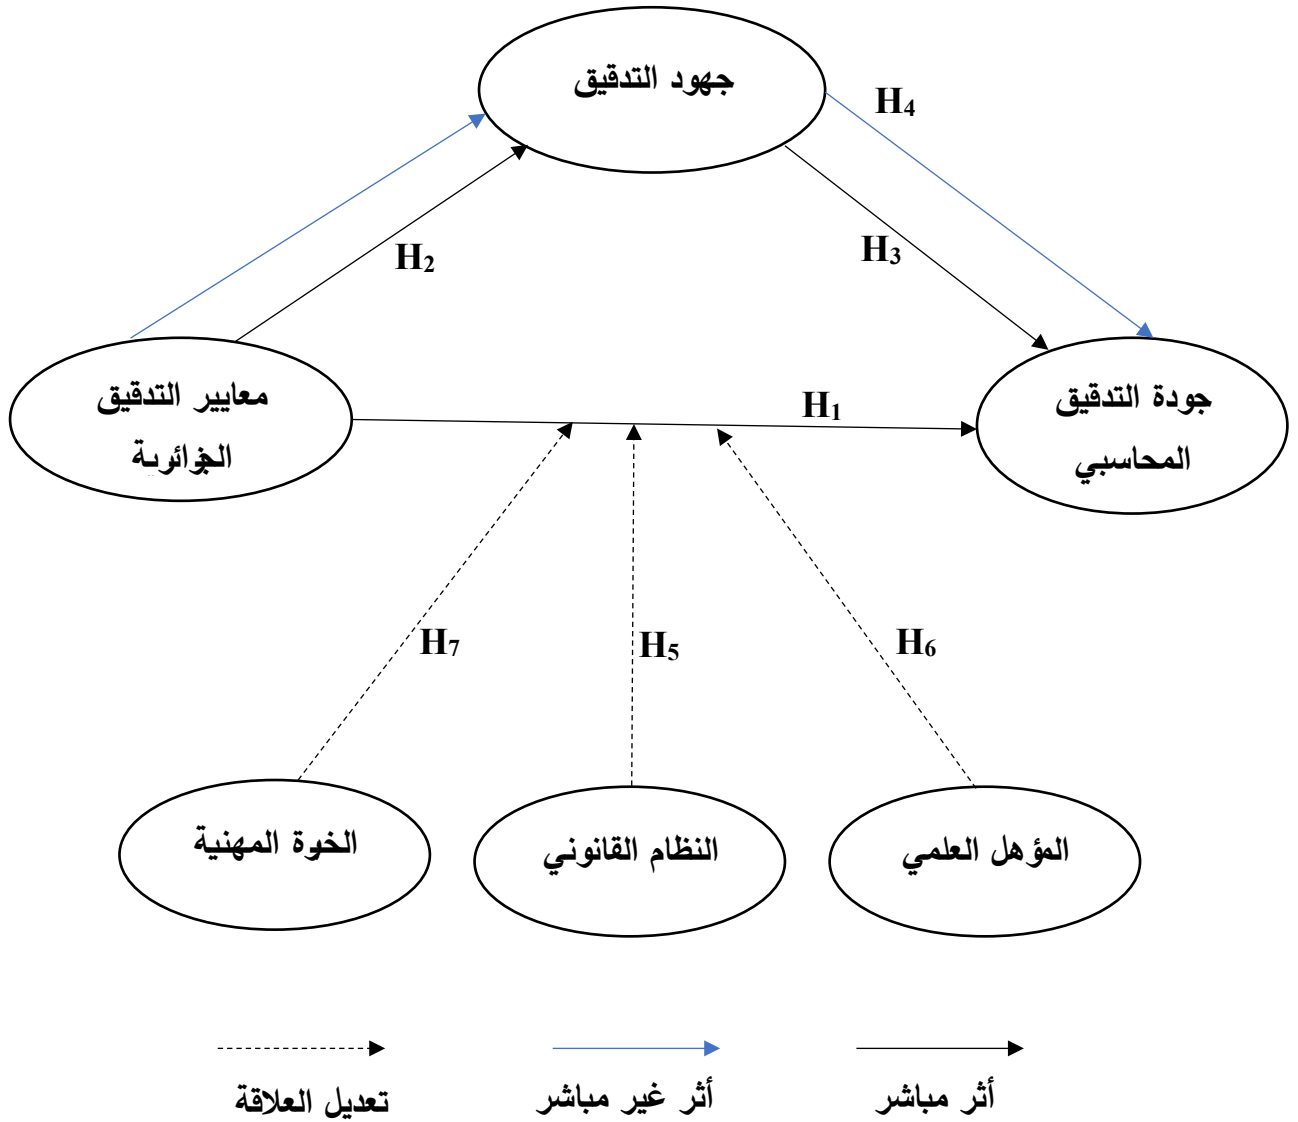 جهود التدقيق
H4
H2
H3
معايير التدقيق
الجزائرية
H1
جودة التدقيق
المحاسبي
H7
H5
H6
الخبرة المهنية
النظام القانوني
المؤهل العلمي
أثر مباشر
أثر غير مباشر
تعديل العلاقة